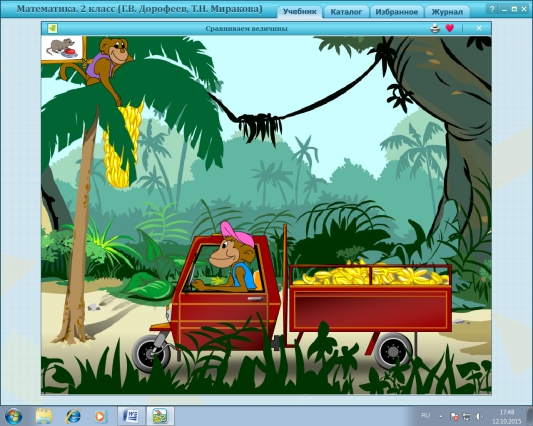 Математика. 2 класс (Г.В. Дорофеев, Т.Н. Миракова)
Учебник
Каталог
Избранное
Журнал
?
Сравниваем величины
RU
17:48
12.10.2015